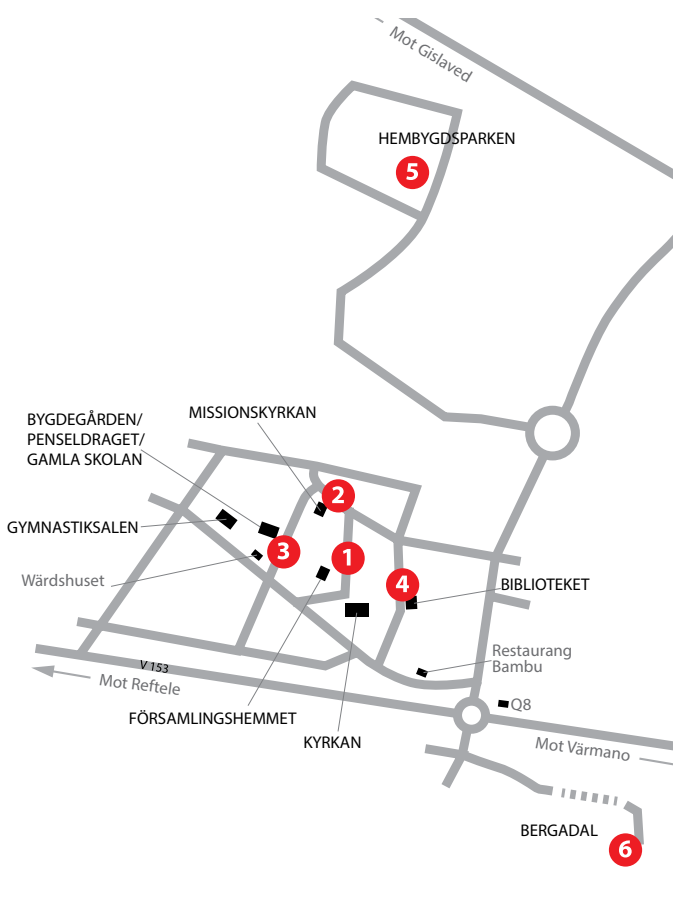 Mot Gislaved
HEMBYGDSPARKEN
5
MISSIONSKYRKAN
BYGDEGÅRDEN/
PENSELDRAGET/
GAMLA SKOLAN
2
GYMNASTIKSALEN
3
1
Wärdshuset
4
BIBLIOTEKET
Restaurang
Bambu
V 153
Mot Reftele
FÖRSAMLINGSHEMMET
Q8
KYRKAN
Mot Värmano
BERGADAL
6